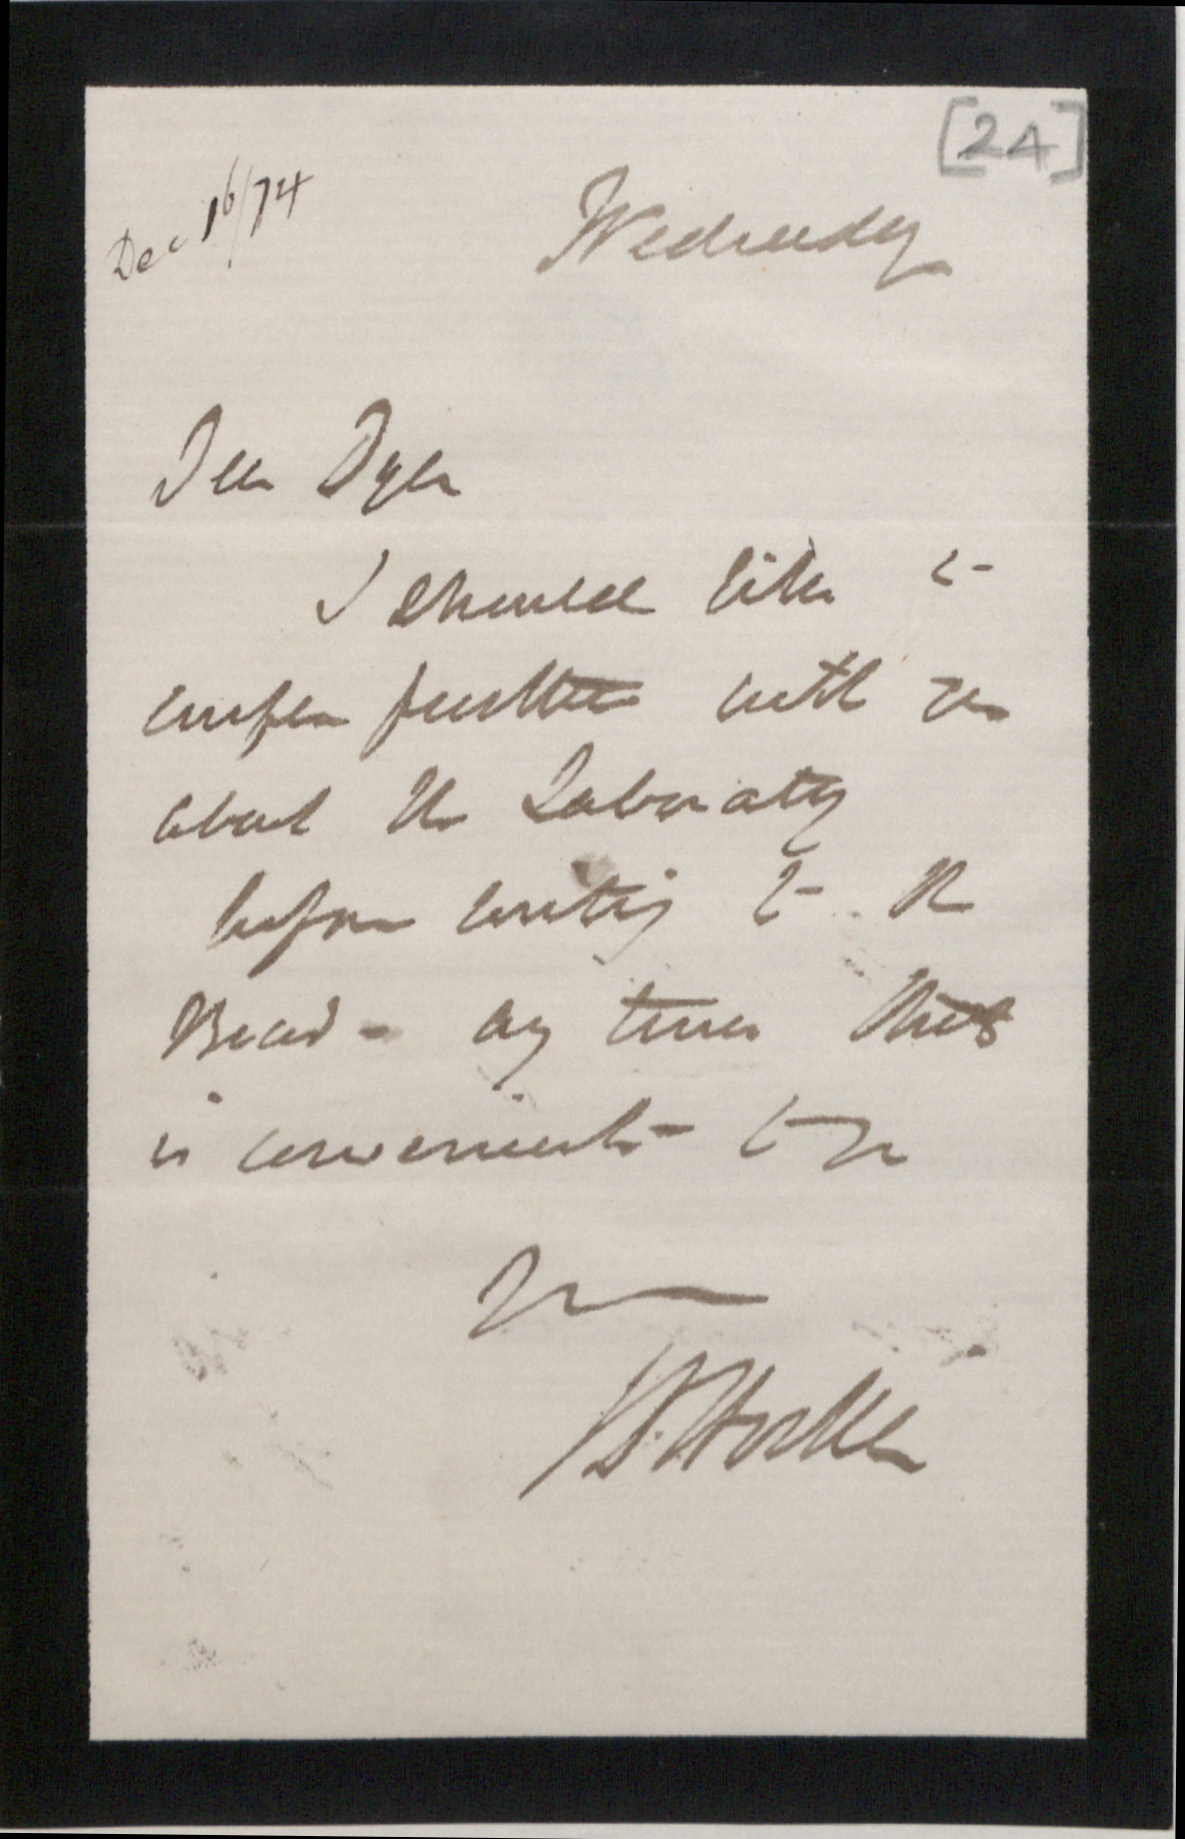 [24]
Dec 16/74
Wednesday
Dear Dyer
I should like to
confer further with you
about the Laboratory
before writing to the
Board - any time that
is convenient to you
Yrs
J D Hooker